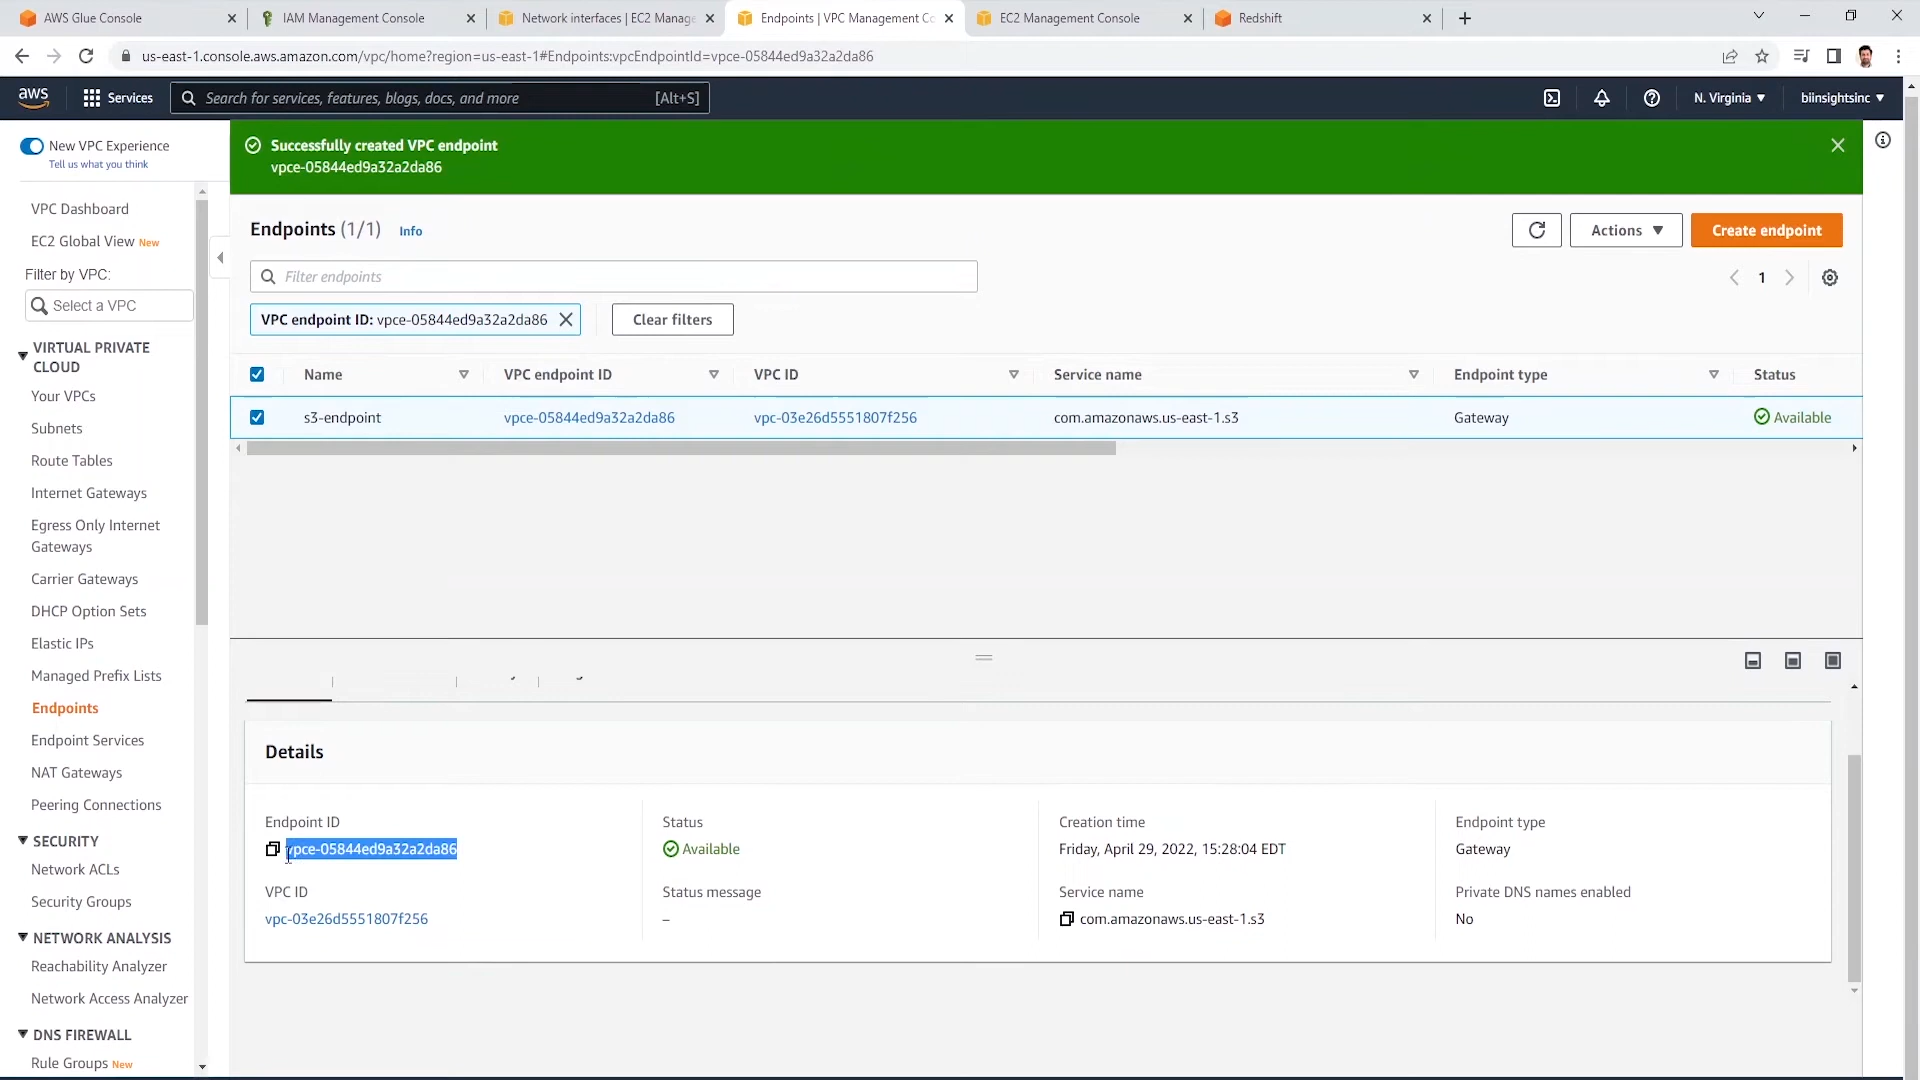 AWS Glue Console
IAM Management Console
Network interfaces | EC2 Manage
Endpoints | VPC Management Co
EC2 Management Console
Redshift
us-east-1.console.aws.amazon.com/vpc/home?region=us-east-1#Endpoints:vpcEndpointId=vpce-05844ed9a32a2da86
aws
Services
Search for services, features, blogs, docs, and more
[Alt+S]
N. Virginia
biinsightsinc
New VPC Experience
Tell us what you think
VPC Dashboard
EC2 Global View New
Filter by VPC:
Select a VPC
VIRTUAL PRIVATE
CLOUD
Your VPCs
Subnets
Route Tables
Internet Gateways
Egress Only Internet
Gateways
Carrier Gateways
DHCP Option Sets
Elastic IPs
Managed Prefix Lists
Endpoints
Endpoint Services
NAT Gateways
Peering Connections
SECURITY
Network ACLs
Security Groups
NETWORK ANALYSIS
Reachability Analyzer
Network Access Analyzer
DNS FIREWALL
Rule Groups New
Successfully created VPC endpoint
vpce-05844ed9a32a2da86
Endpoints (1/1) Info
Actions
Create endpoint
Filter endpoints
1
VPC endpoint ID: vpce-05844ed9a32a2da86
Clear filters
Name VPC endpoint ID VPC ID Service name Endpoint type Status
s3-endpoint vpce-05844ed9a32a2da86 vpc-03e26d5551807f256 com.amazonaws.us-east-1.s3 Gateway Available
Details
Endpoint ID
vpce-05844ed9a32a2da86
VPC ID
vpc-03e26d5551807f256
Status
Available
Status message
–
Creation time
Friday, April 29, 2022, 15:28:04 EDT
Service name
com.amazonaws.us-east-1.s3
Endpoint type
Gateway
Private DNS names enabled
No